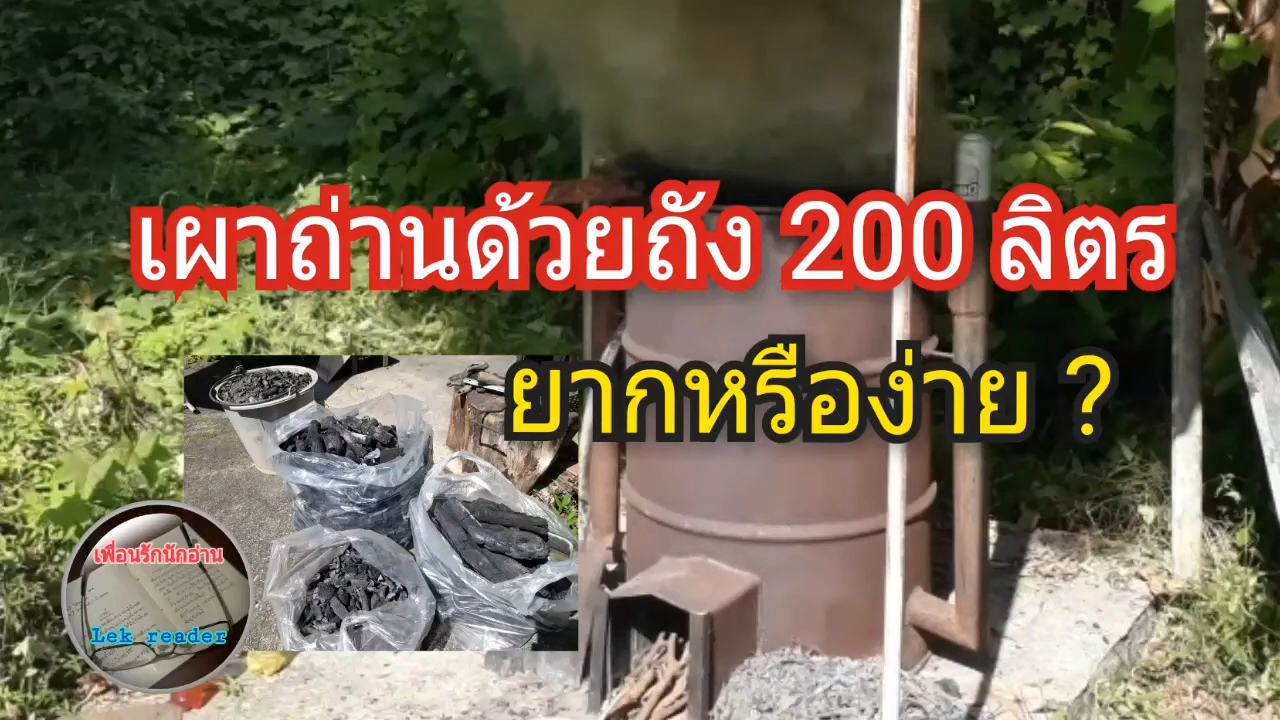 เผาถ่านด้วยถัง 200 ลิตร
ยากหรือง่าย ?
เพื่อนรักนักอ่าน
Lek reader